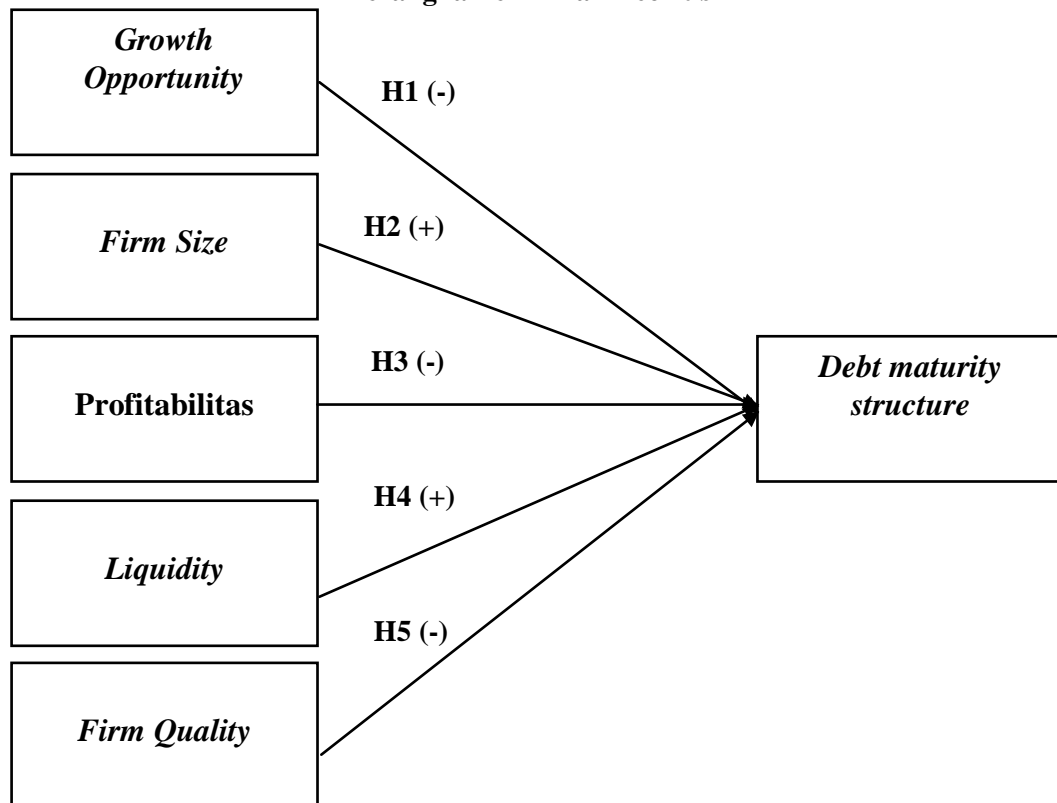 Growth
Opportunity
H1 (-)
Firm Size
H2 (+)
Profitabilitas
H3 (-)
Debt maturity
structure
Liquidity
H4 (+)
Firm Quality
H5 (-)